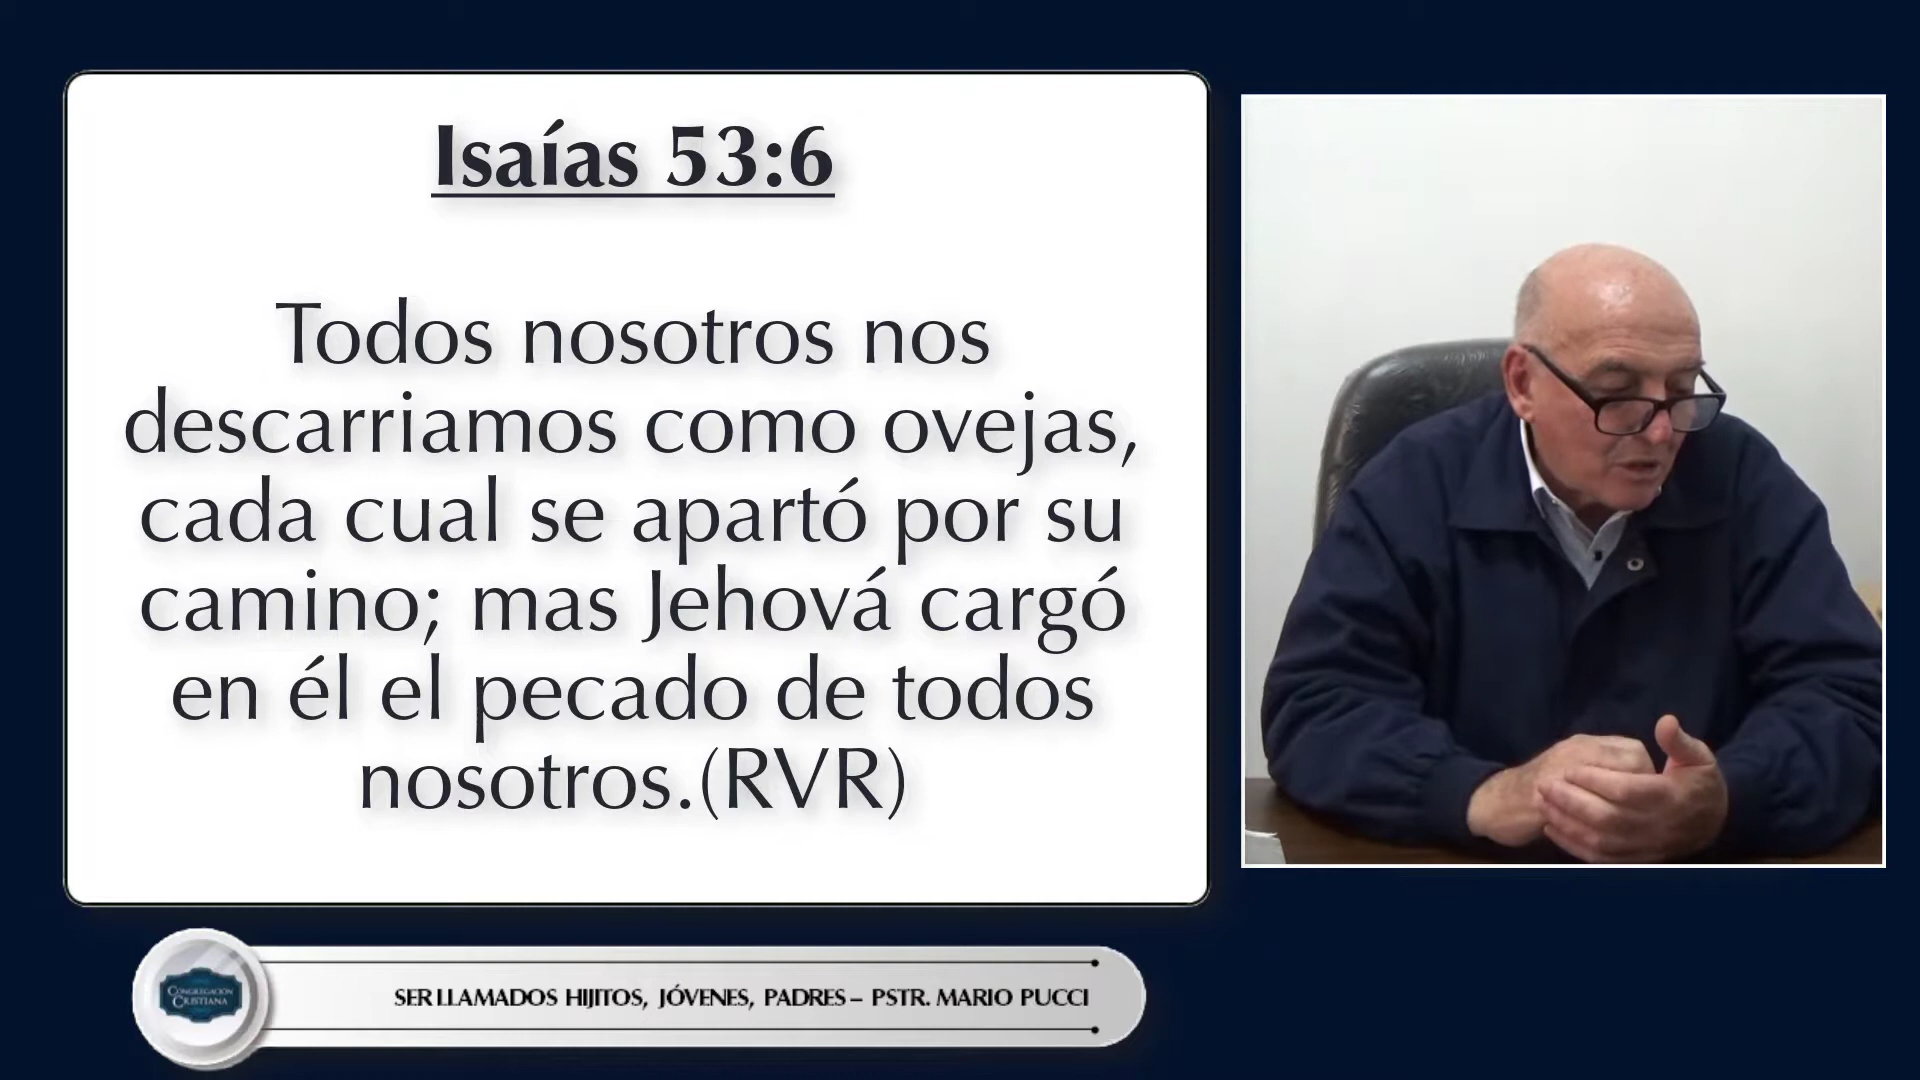 Isaías 53:6
Todos nosotros nos
descarriamos como ovejas,
cada cual se apartó por su
camino; mas Jehová cargó
en él el pecado de todos
nosotros.(RVR)
CONGREGACION
CRISTIANA
SER LLAMADOS HIJITOS, JÓVENES, PADRES – PSTR. MARIO PUCCI